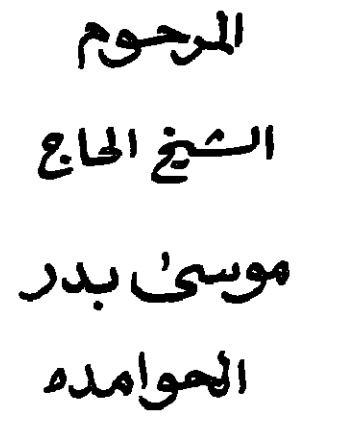 المرحوم
الشيخ الحاج
موسىٰ بدر
الحوامده